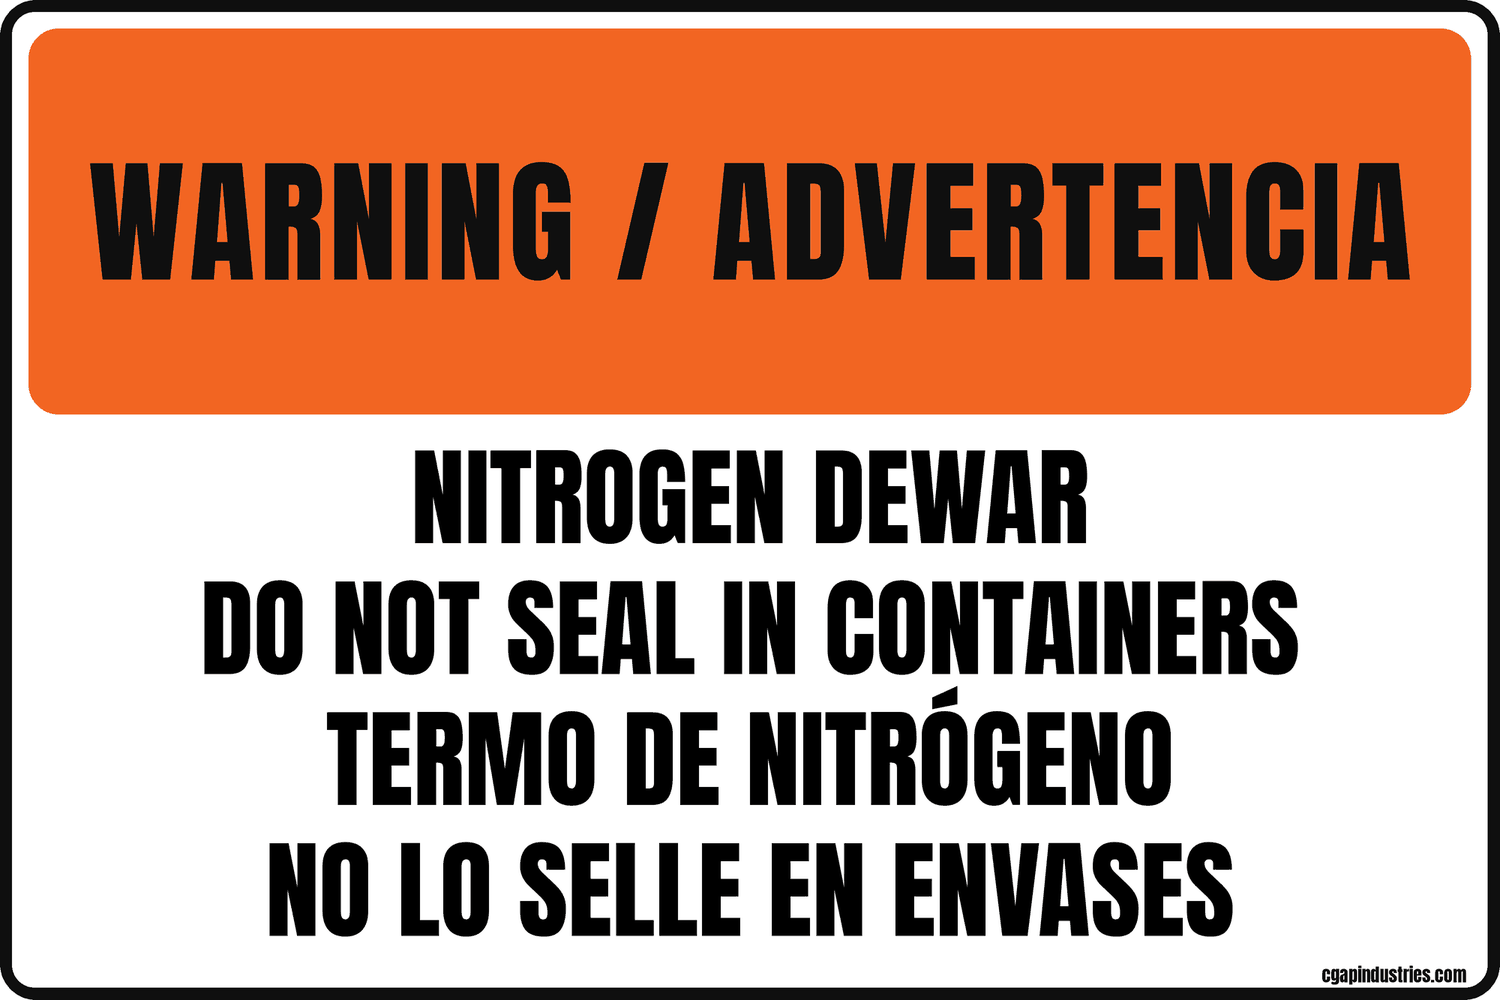 WARNING / ADVERTENCIA
NITROGEN DEWAR
DO NOT SEAL IN CONTAINERS
TERMO DE NITRÓGENO
NO LO SELLE EN ENVASES
cgapindustries.com